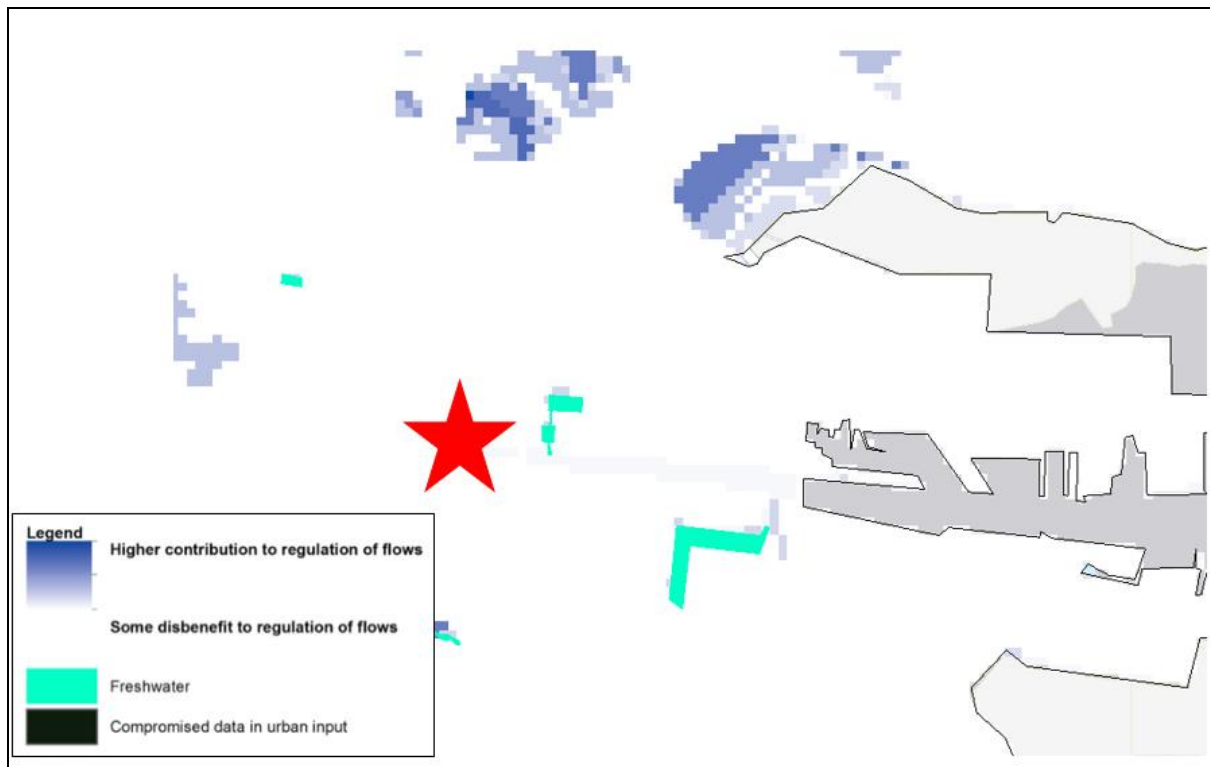 Legend
Higher contribution to regulation of flows
Some disbenefit to regulation of flows
Freshwater
Compromised data in urban input